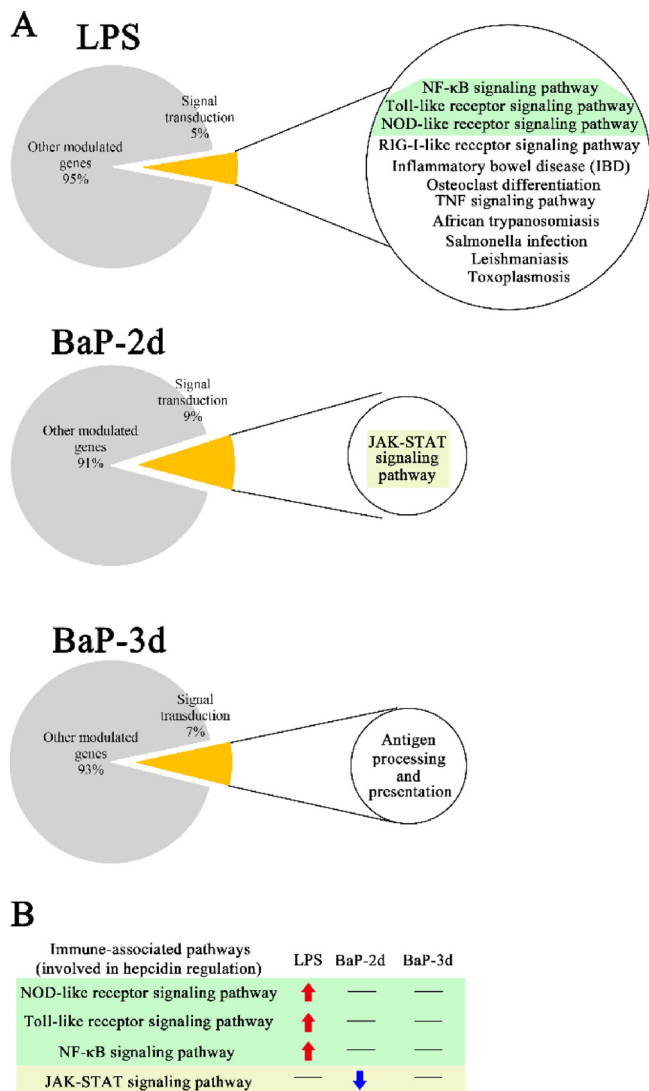 A
LPS
Signal
transduction
5%
Other modulated
genes
95%
NF-κB signaling pathway
Toll-like receptor signaling pathway
NOD-like receptor signaling pathway
RIG-I-like receptor signaling pathway
Inflammatory bowel disease (IBD)
Osteoclast differentiation
TNF signaling pathway
African trypanosomiasis
Salmonella infection
Leishmaniasis
Toxoplasmosis
BaP-2d
Signal
transduction
9%
Other modulated
genes
91%
JAK-STAT
signaling
pathway
BaP-3d
Signal
transduction
7%
Other modulated
genes
93%
Antigen
processing
and
presentation
B
Immune-associated pathways
(involved in hepcidin regulation)
LPS BaP-2d BaP-3d
NOD-like receptor signaling pathway
Toll-like receptor signaling pathway
NF-κB signaling pathway
JAK-STAT signaling pathway